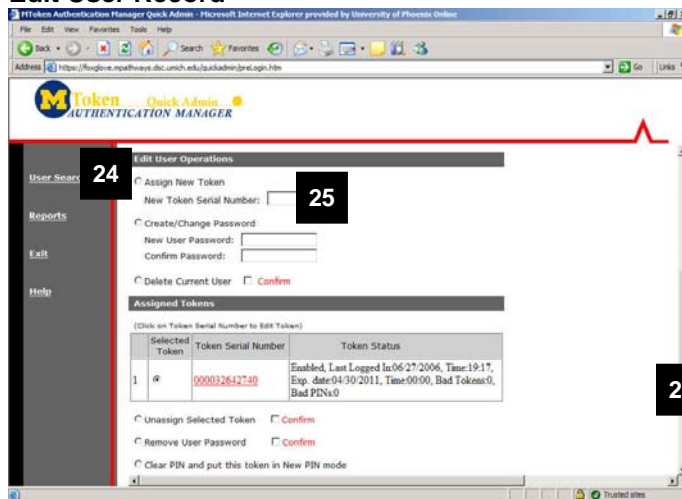 Edit User Record
MToken Authentication Manager Quick Admin - Microsoft Internet Explorer provided by University of Phoenix Online
File Edit View Favorites Tools Help
Back Search Favorites
Address https://foxglove.mpathways.dsc.umich.edu/quickadmin/preLogin.htm Go Links
MToken Quick Admin
AUTHENTICATION MANAGER
Edit User Operations
User Searc
24
Assign New Token
New Token Serial Number:
25
Reports
Create/Change Password
New User Password:
Exit
Confirm Password:
Delete Current User Confirm
Help
Assigned Tokens
(Click on Token Serial Number to Edit Token)
Selected Token Token Serial Number Token Status
1 000032642740 Enabled, Last Logged In:06/27/2006, Time:19:17,
Exp. date:04/30/2011, Time:00:00, Bad Tokens:0,
Bad PINs:0
2
Unassign Selected Token Confirm
Remove User Password Confirm
Clear PIN and put this token in New PIN mode
Trusted sites